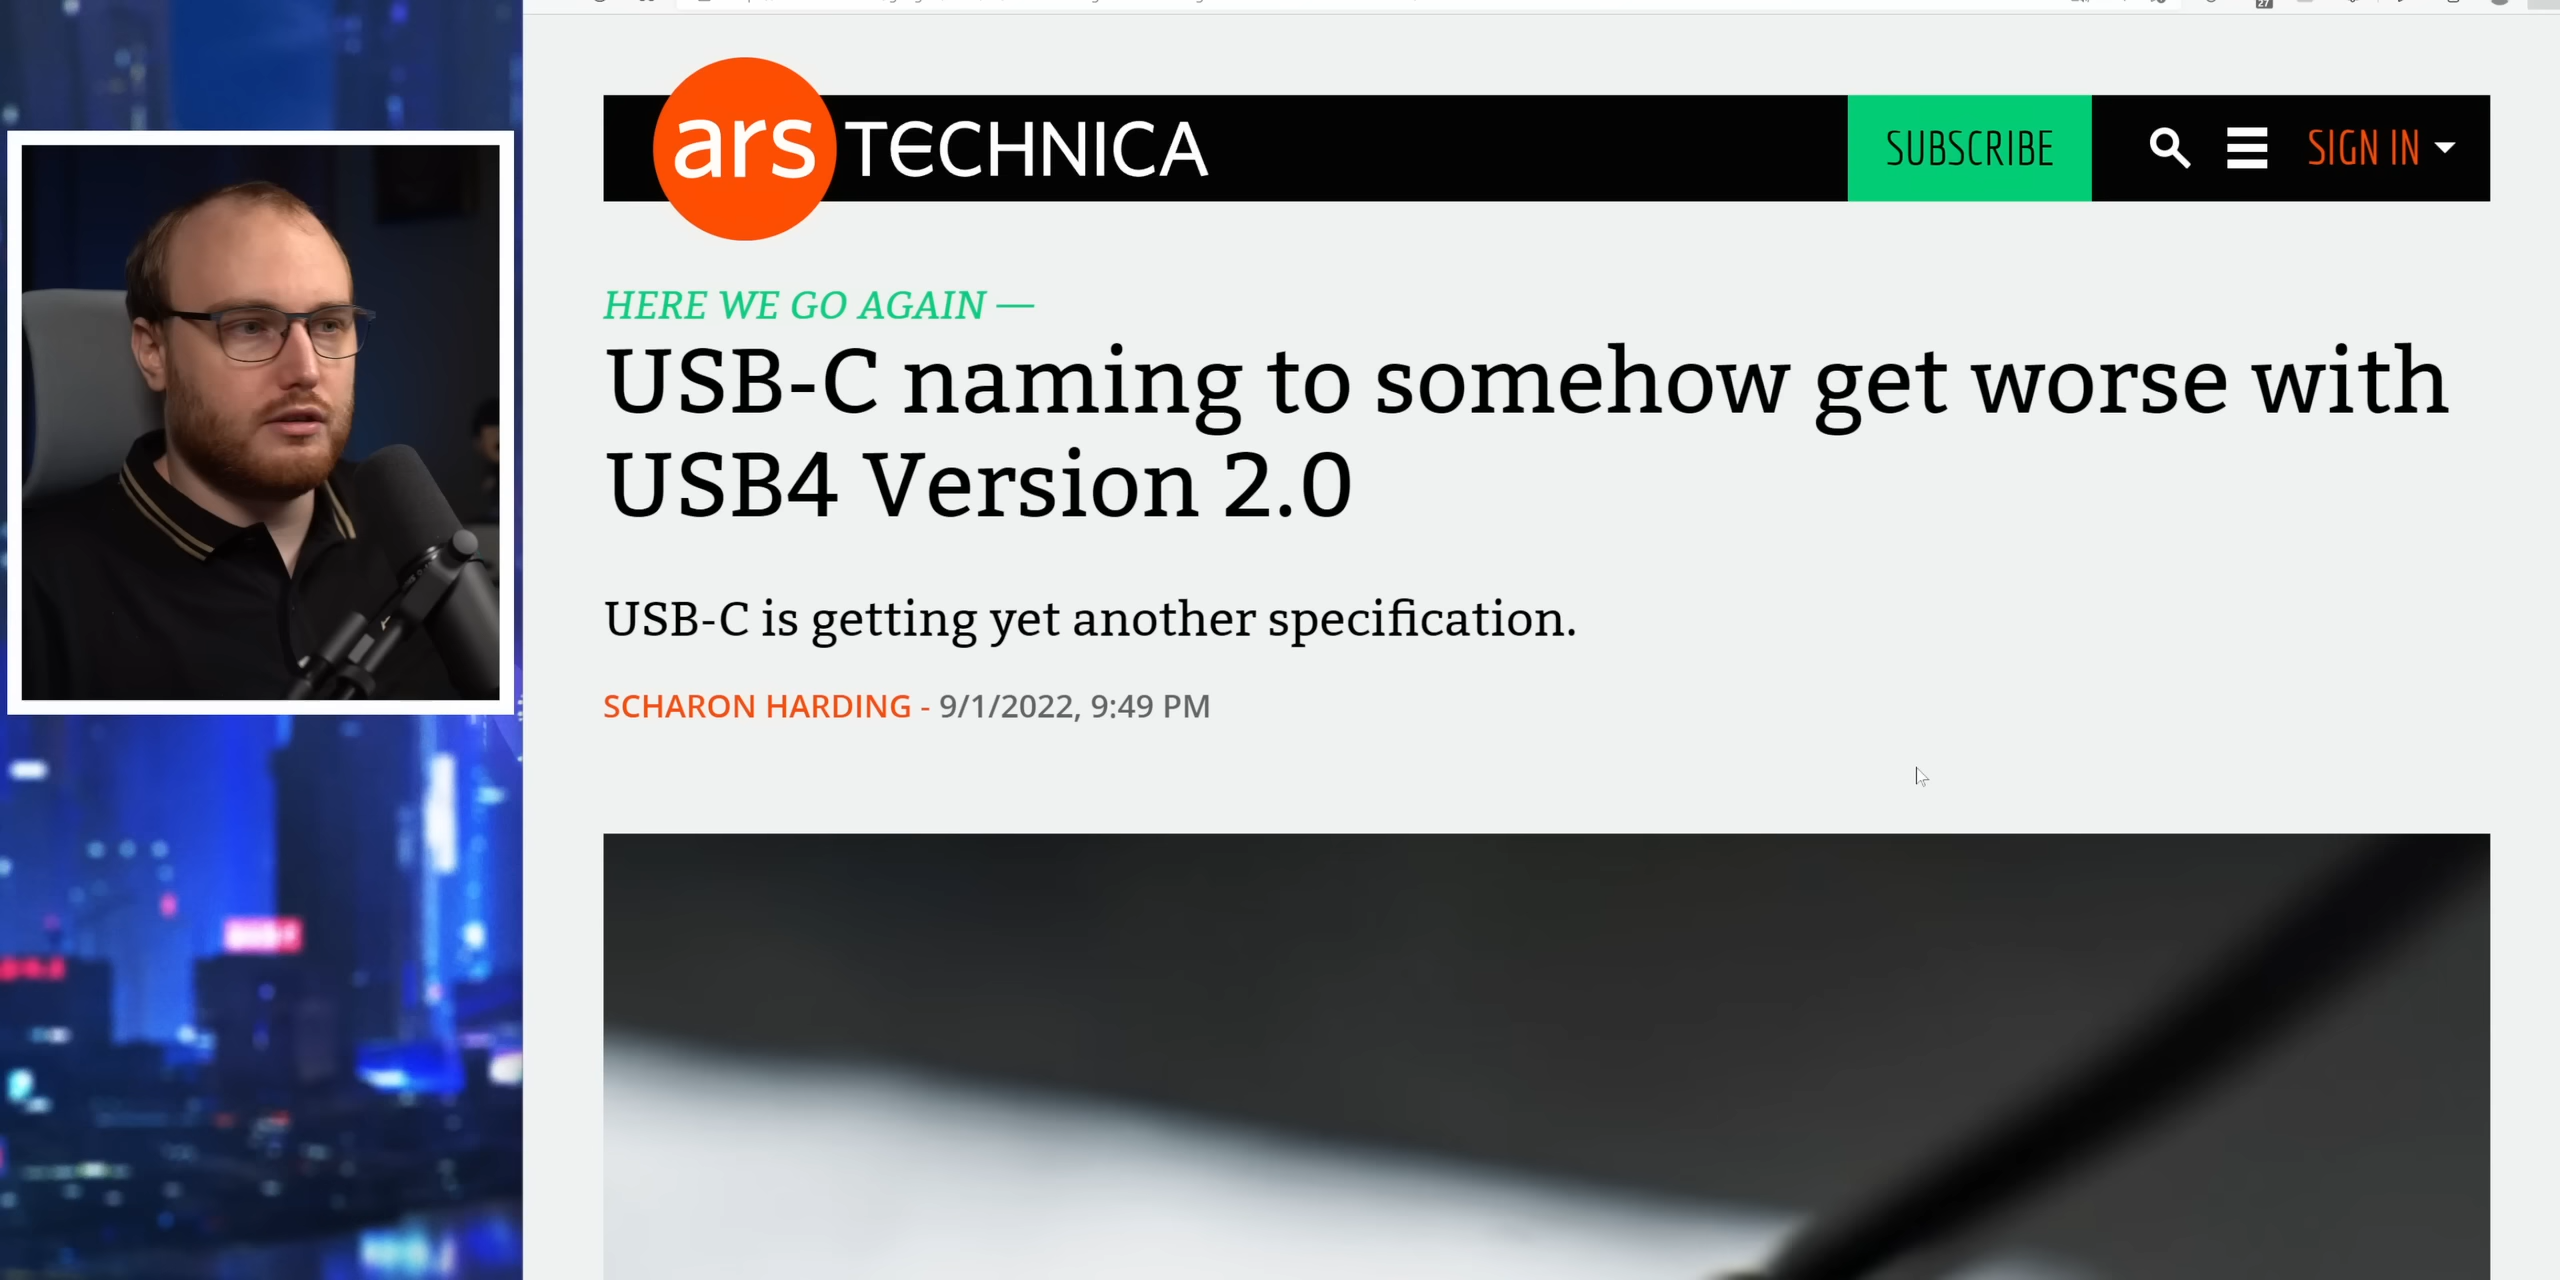 27
ars TECHNICA
SUBSCRIBE
SIGN IN
HERE WE GO AGAIN —
USB-C naming to somehow get worse with
USB4 Version 2.0
USB-C is getting yet another specification.
SCHARON HARDING - 9/1/2022, 9:49 PM